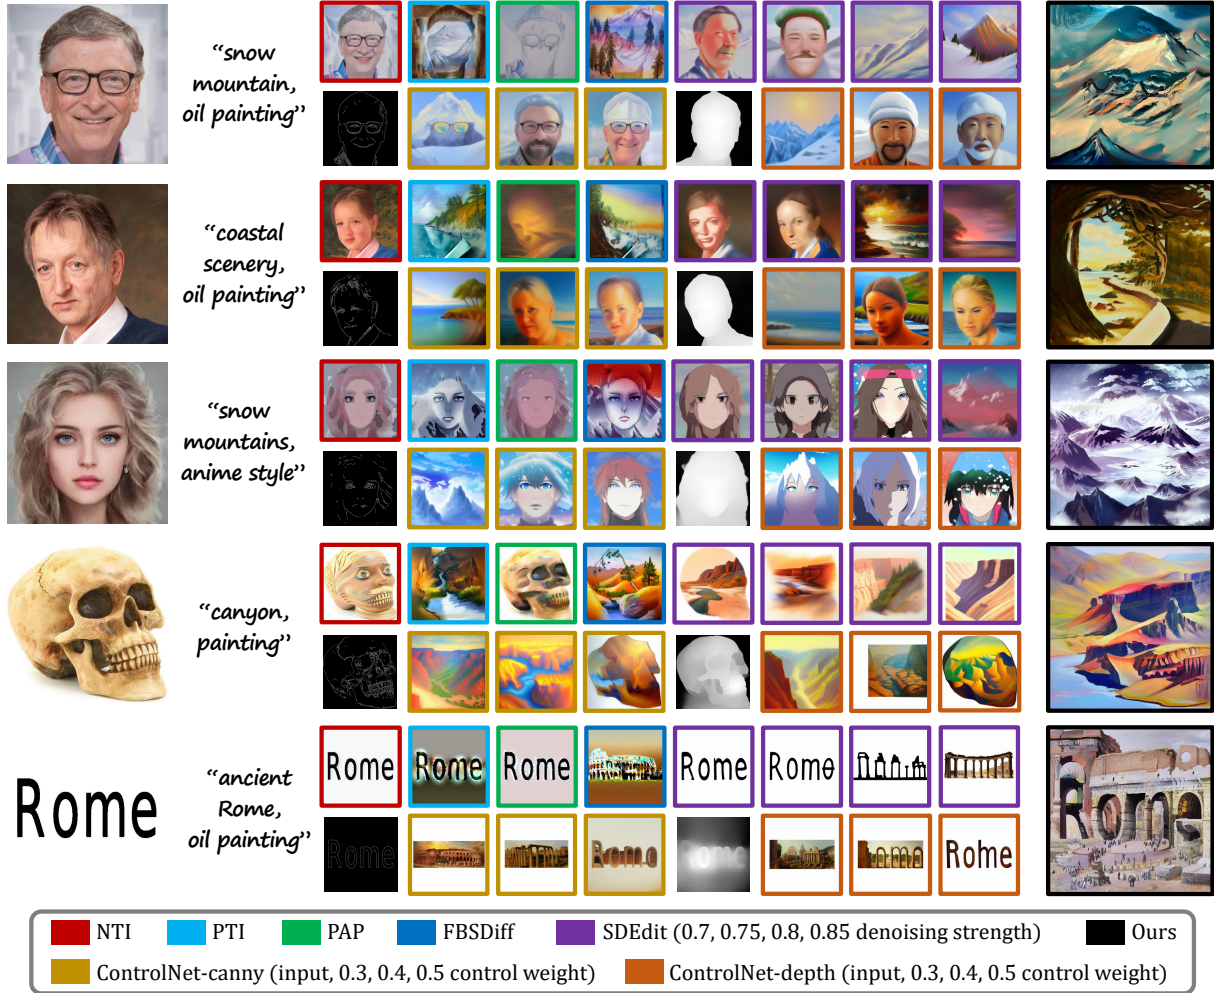 “snow
mountain,
oil painting”
“coastal
scenery,
oil painting”
“snow
mountains,
anime style”
“canyon,
painting”
Rome
“ancient
Rome,
oil painting”
Rome
Rome
Rome
Rome
Rome
Rome
Rome
Rome
Rome
Rome
Rome
NTI
PTI
PAP
FBSDiff
SDEdit (0.7, 0.75, 0.8, 0.85 denoising strength)
Ours
ControlNet-canny (input, 0.3, 0.4, 0.5 control weight)
ControlNet-depth (input, 0.3, 0.4, 0.5 control weight)